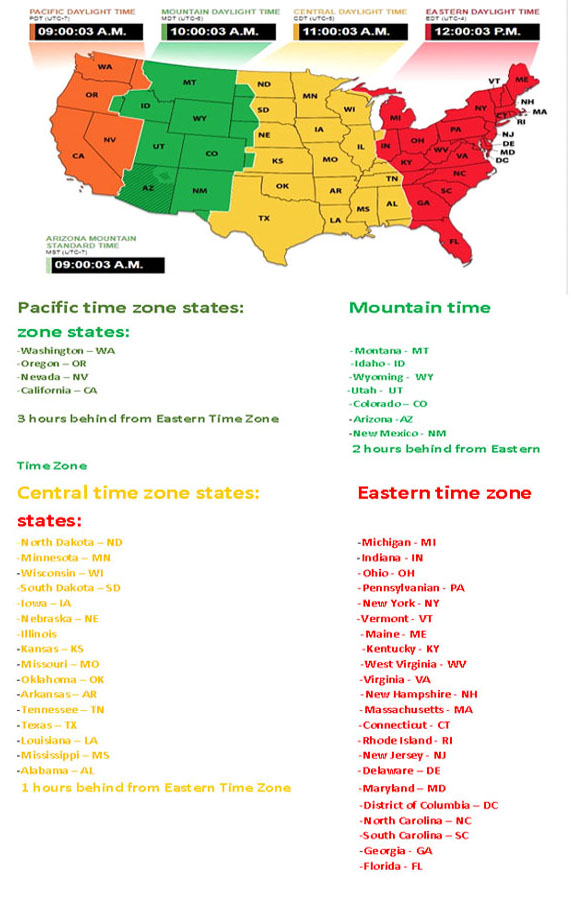 PACIFIC DAYLIGHT TIME
PDT (UTC-7)
09:00:03 A.M.
MOUNTAIN DAYLIGHT TIME
MDT (UTC-6)
10:00:03 A.M.
CENTRAL DAYLIGHT TIME
CDT (UTC-5)
11:00:03 A.M.
EASTERN DAYLIGHT TIME
EDT (UTC-4)
12:00:03 P.M.
WA
OR
NV
CA
MT
ID
WY
UT
CO
AZ
NM
ND
SD
NE
KS
OK
TX
MN
IA
MO
AR
LA
WI
IL
TN
MS
AL
MI
IN
OH
KY
WV
VA
PA
NY
NC
SC
GA
FL
VT
ME
NH
MA
CT
RI
NJ
DE
MD
DC
ARIZONA MOUNTAIN
STANDARD TIME
MST (UTC-7)
09:00:03 A.M.
Pacific time zone states: Mountain time
zone states:
-Washington – WA -Montana - MT
-Oregon – OR -Idaho - ID
-Nevada – NV -Wyoming - WY
-California – CA -Utah - UT
-Colorado – CO
3 hours behind from Eastern Time Zone -Arizona -AZ
-New Mexico - NM
2 hours behind from Eastern
Time Zone
Central time zone states: Eastern time zone
states:
-North Dakota – ND -Michigan - MI
-Minnesota – MN -Indiana - IN
-Wisconsin – WI -Ohio - OH
-South Dakota – SD -Pennsylvanian - PA
-Iowa – IA -New York - NY
-Nebraska – NE -Vermont - VT
-Illinois -Maine - ME
-Kansas – KS -Kentucky - KY
-Missouri – MO -West Virginia - WV
-Oklahoma – OK -Virginia - VA
-Arkansas – AR -New Hampshire - NH
-Tennessee – TN -Massachusetts - MA
-Texas – TX -Connecticut - CT
-Louisiana – LA -Rhode Island - RI
-Mississippi – MS -New Jersey - NJ
-Alabama – AL -Delaware – DE
1 hours behind from Eastern Time Zone -Maryland – MD
-District of Columbia – DC
-North Carolina – NC
-South Carolina – SC
-Georgia - GA
-Florida - FL